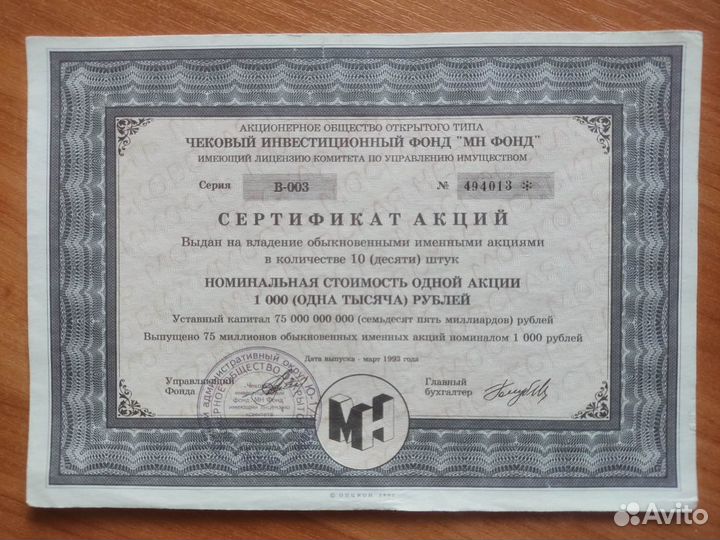 АКЦИОНЕРНОЕ ОБЩЕСТВО ОТКРЫТОГО ТИПА
ЧЕКОВЫЙ ИНВЕСТИЦИОННЫЙ ФОНД "МН ФОНД"
ИМЕЮЩИЙ ЛИЦЕНЗИЮ КОМИТЕТА ПО УПРАВЛЕНИЮ ИМУЩЕСТВОМ
Серия В-003 № 494013 *
СЕРТИФИКАТ АКЦИЙ
Выдан на владение обыкновенными именными акциями
в количестве 10 (десяти) штук
НОМИНАЛЬНАЯ СТОИМОСТЬ ОДНОЙ АКЦИИ
1 000 (ОДНА ТЫСЯЧА) РУБЛЕЙ
Уставный капитал 75 000 000 000 (семьдесят пять миллиардов) рублей
Выпущено 75 миллионов обыкновенных именных акций номиналом 1 000 рублей
Дата выпуска - март 1993 года
Управляющий
Фонда
Главный
бухгалтер
МН
Avito